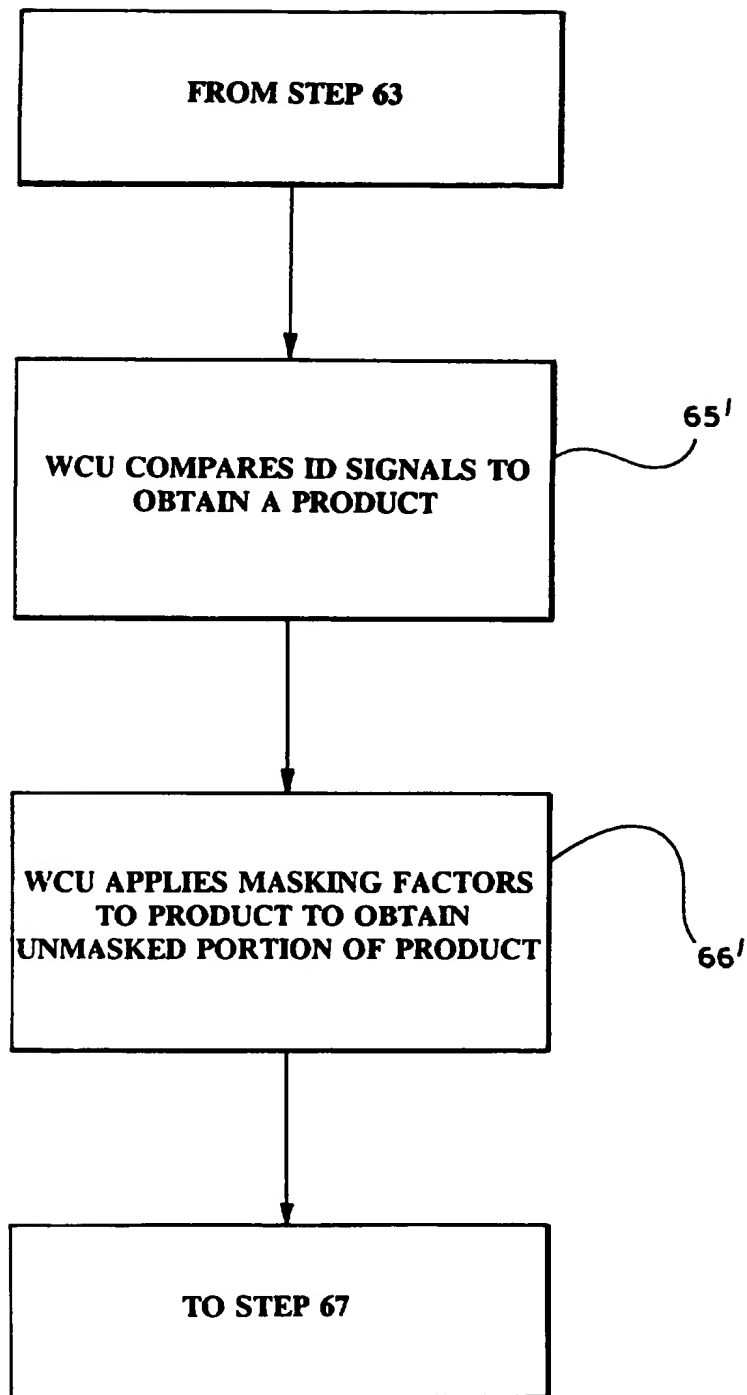 FROM STEP 63
WCU COMPARES ID SIGNALS TO
OBTAIN A PRODUCT
65'
WCU APPLIES MASKING FACTORS
TO PRODUCT TO OBTAIN
UNMASKED PORTION OF PRODUCT
66'
TO STEP 67